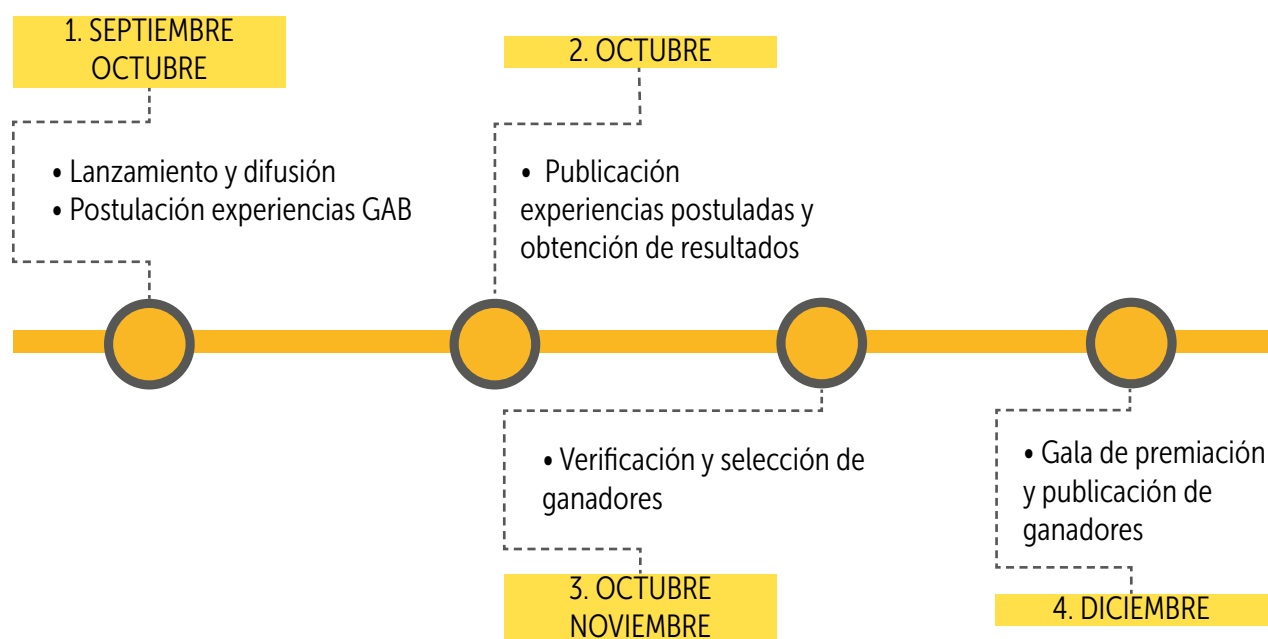 1. SEPTIEMBRE
OCTUBRE
• Lanzamiento y difusión
• Postulación experiencias GAB
2. OCTUBRE
• Publicación
experiencias postuladas y
obtención de resultados
• Verificación y selección de
ganadores
3. OCTUBRE
NOVIEMBRE
• Gala de premiación
y publicación de
ganadores
4. DICIEMBRE